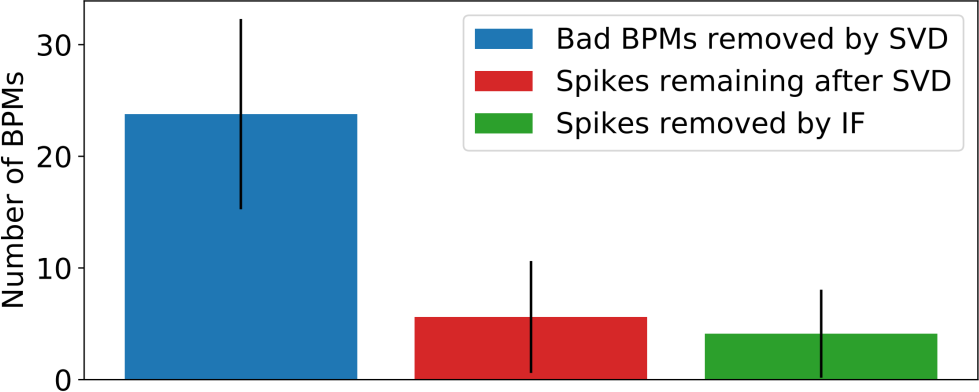 Number of BPMs
30
20
10
0
Bad BPMs removed by SVD
Spikes remaining after SVD
Spikes removed by IF